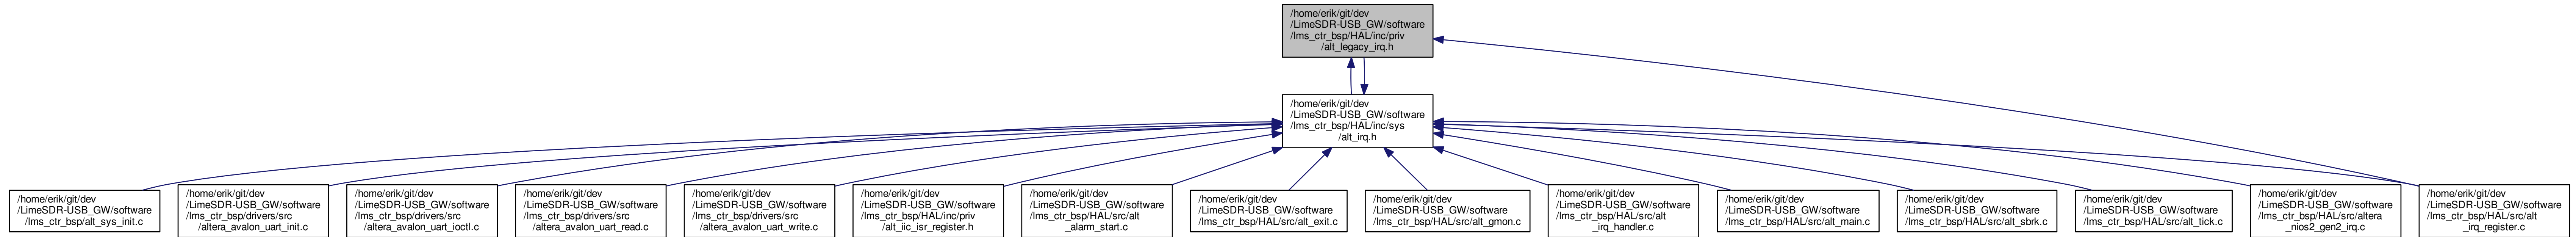 /home/erik/git/dev
/LimeSDR-USB_GW/software
/lms_ctr_bsp/HAL/inc/priv
/alt_legacy_irq.h
/home/erik/git/dev
/LimeSDR-USB_GW/software
/lms_ctr_bsp/HAL/inc/sys
/alt_irq.h
/home/erik/git/dev
/LimeSDR-USB_GW/software
/lms_ctr_bsp/alt_sys_init.c
/home/erik/git/dev
/LimeSDR-USB_GW/software
/lms_ctr_bsp/drivers/src
/altera_avalon_uart_init.c
/home/erik/git/dev
/LimeSDR-USB_GW/software
/lms_ctr_bsp/drivers/src
/altera_avalon_uart_ioctl.c
/home/erik/git/dev
/LimeSDR-USB_GW/software
/lms_ctr_bsp/drivers/src
/altera_avalon_uart_read.c
/home/erik/git/dev
/LimeSDR-USB_GW/software
/lms_ctr_bsp/drivers/src
/altera_avalon_uart_write.c
/home/erik/git/dev
/LimeSDR-USB_GW/software
/lms_ctr_bsp/HAL/inc/priv
/alt_iic_isr_register.h
/home/erik/git/dev
/LimeSDR-USB_GW/software
/lms_ctr_bsp/HAL/src/alt
_alarm_start.c
/home/erik/git/dev
/LimeSDR-USB_GW/software
/lms_ctr_bsp/HAL/src/alt_exit.c
/home/erik/git/dev
/LimeSDR-USB_GW/software
/lms_ctr_bsp/HAL/src/alt_gmon.c
/home/erik/git/dev
/LimeSDR-USB_GW/software
/lms_ctr_bsp/HAL/src/alt
_irq_handler.c
/home/erik/git/dev
/LimeSDR-USB_GW/software
/lms_ctr_bsp/HAL/src/alt_main.c
/home/erik/git/dev
/LimeSDR-USB_GW/software
/lms_ctr_bsp/HAL/src/alt_sbrk.c
/home/erik/git/dev
/LimeSDR-USB_GW/software
/lms_ctr_bsp/HAL/src/alt_tick.c
/home/erik/git/dev
/LimeSDR-USB_GW/software
/lms_ctr_bsp/HAL/src/altera
_nios2_gen2_irq.c
/home/erik/git/dev
/LimeSDR-USB_GW/software
/lms_ctr_bsp/HAL/src/alt
_irq_register.c